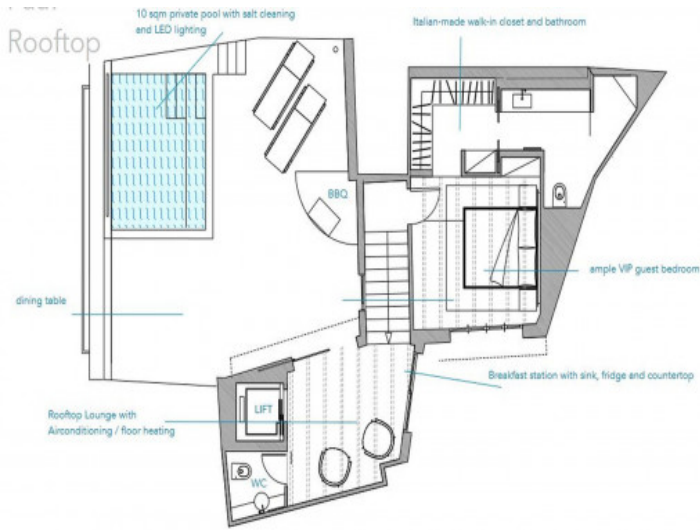 Rooftop
10 sqm private pool with salt cleaning
and LED lighting
Italian-made walk-in closet and bathroom
BBQ
ample VIP guest bedroom
dining table
Breakfast station with sink, fridge and countertop
LIFT
Rooftop Lounge with
Airconditioning / floor heating
WC